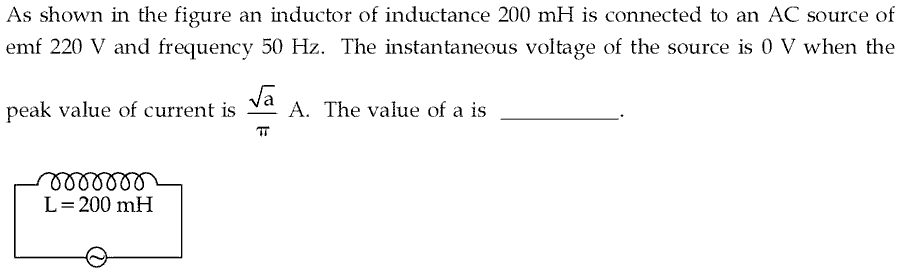 As shown in the figure an inductor of inductance 200 mH is connected to an AC source of
emf 220 V and frequency 50 Hz. The instantaneous voltage of the source is 0 V when the
peak value of current is √a/π A. The value of a is ___________.
L=200 mH